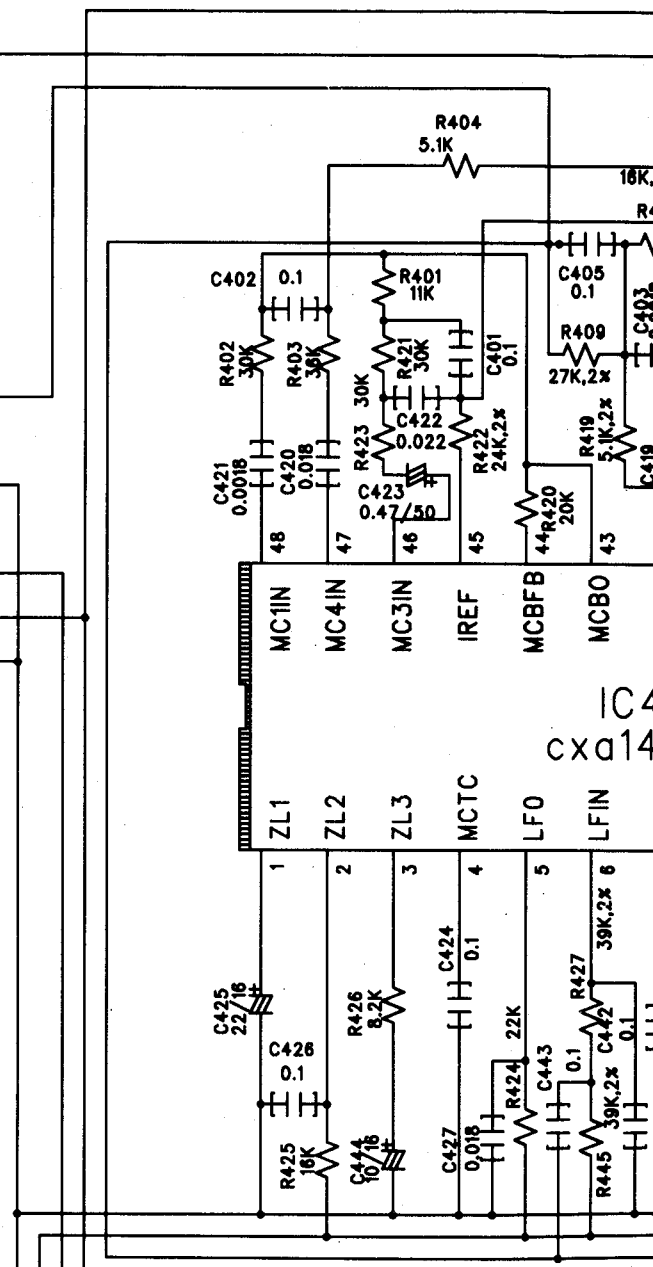 R404
5.1K
C402
0.1
R401
11K
C405
0.1
R402
30K
R403
R421
30K
C401
0.1
R409
27K,2%
C403
30K
C422
0.022
R423
R422
24K,2%
R419
5.1K,2%
C421
0.0018
C420
0.018
C423
0.47/50
R420
20K
C419
48
47
46
45
44
43
MC1IN
MC4IN
MC3IN
IREF
MCBFB
MCBO
IC4
cxa14
ZL1
ZL2
ZL3
MCTC
LFO
LFIN
1
2
3
4
5
6
39K,2%
C424
0.1
R427
C425
22/16
R426
8.2K
22K
C442
0.1
C426
0.1
C443
0.1
R424
39K,2%
R425
16K
C444
10/16
C427
0.018
R445